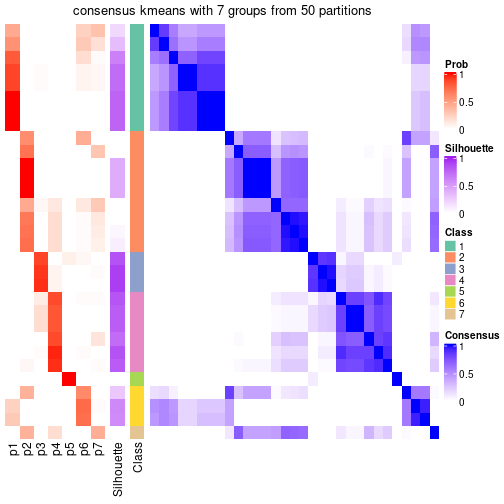 consensus kmeans with 7 groups from 50 partitions
Prob
1
0.5
0
Silhouette
1
0.5
0
Class
1
2
3
4
5
6
7
Consensus
1
0.5
0
p1
p2
p3
p4
p5
p6
p7
Silhouette
Class